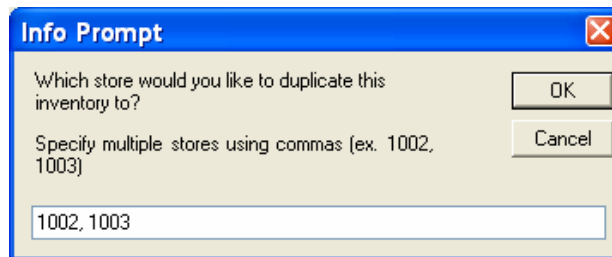 Info Prompt
Which store would you like to duplicate this
inventory to?
OK
Specify multiple stores using commas (ex. 1002,
1003)
Cancel
1002, 1003